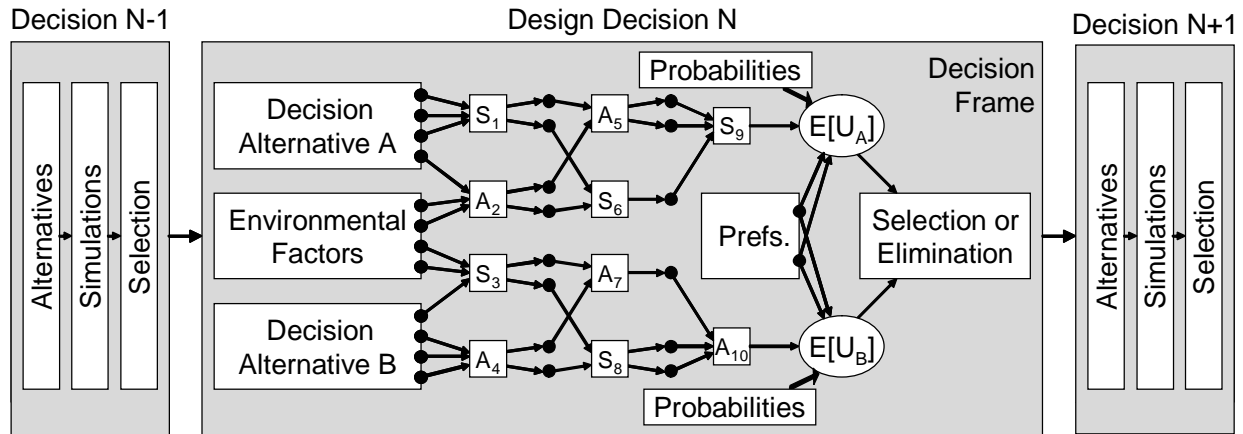 Decision N-1
Design Decision N
Decision N+1
Alternatives
Simulations
Selection
Decision
Alternative A
Environmental
Factors
Decision
Alternative B
S1
A2
S3
A4
A5
S6
A7
S8
S9
A10
Probabilities
E[UA]
Prefs.
E[UB]
Probabilities
Decision
Frame
Selection or
Elimination
Alternatives
Simulations
Selection